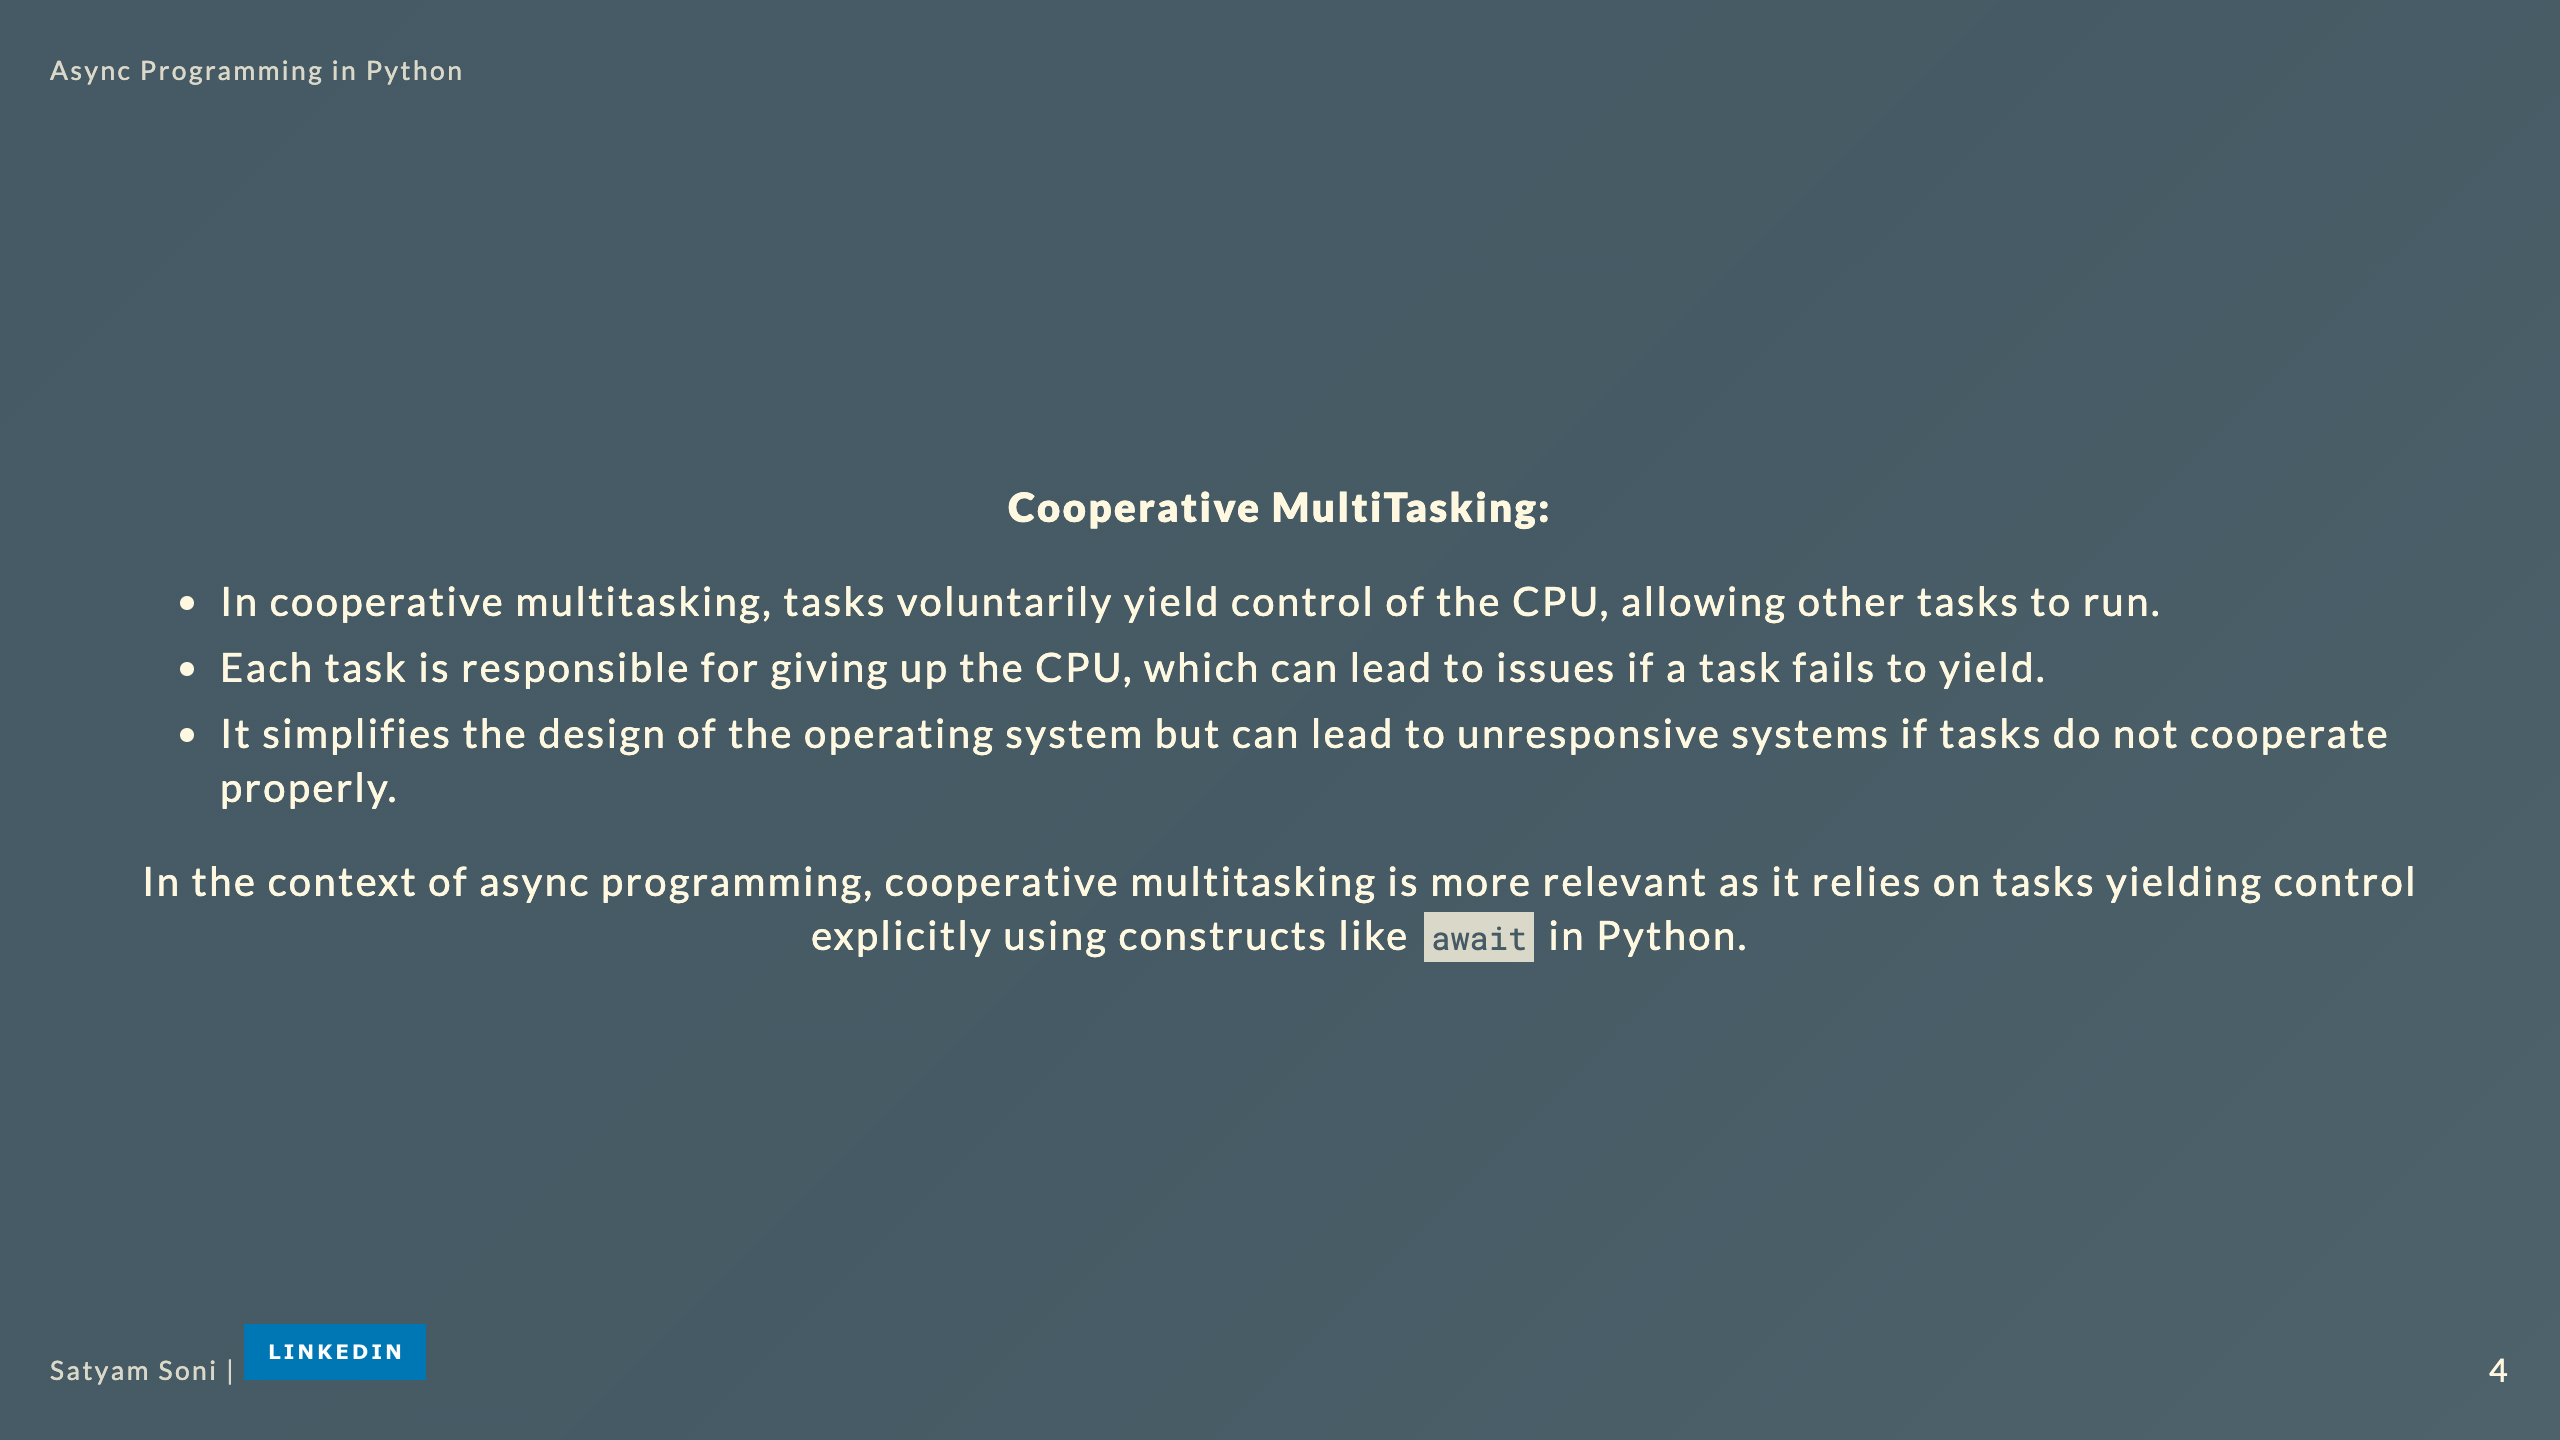 Async Programming in Python
Cooperative MultiTasking:
• In cooperative multitasking, tasks voluntarily yield control of the CPU, allowing other tasks to run.
• Each task is responsible for giving up the CPU, which can lead to issues if a task fails to yield.
• It simplifies the design of the operating system but can lead to unresponsive systems if tasks do not cooperate
properly.
In the context of async programming, cooperative multitasking is more relevant as it relies on tasks yielding control
explicitly using constructs like await in Python.
Satyam Soni | LINKEDIN
4